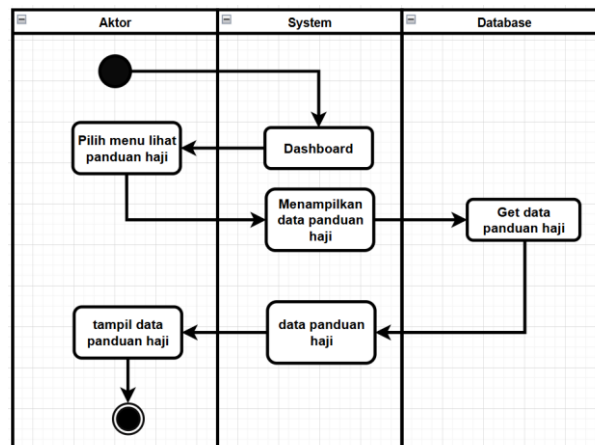 Aktor
System
Database
Pilih menu lihat
panduan haji
Dashboard
Menampilkan
data panduan
haji
Get data
panduan haji
tampil data
panduan haji
data panduan
haji